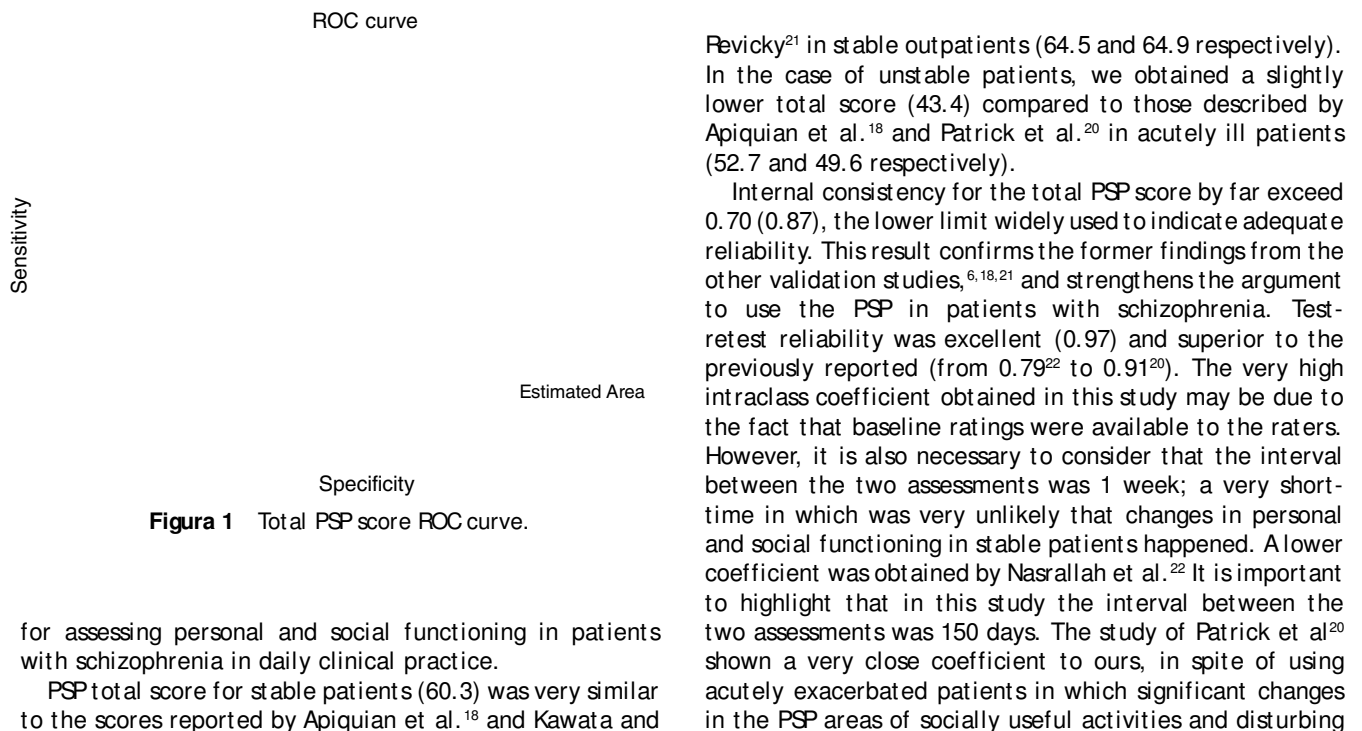 ROC curve
Sensitivity
Estimated Area
Specificity
Figura 1 Total PSP score ROC curve.
for assessing personal and social functioning in patients
with schizophrenia in daily clinical practice.
PSP total score for stable patients (60.3) was very similar
to the scores reported by Apiquian et al.18 and Kawata and
Revicky21 in stable outpatients (64.5 and 64.9 respectively).
In the case of unstable patients, we obtained a slightly
lower total score (43.4) compared to those described by
Apiquian et al.18 and Patrick et al.20 in acutely ill patients
(52.7 and 49.6 respectively).
Internal consistency for the total PSP score by far exceed
0.70 (0.87), the lower limit widely used to indicate adequate
reliability. This result confirms the former findings from the
other validation studies,6,18,21 and strengthens the argument
to use the PSP in patients with schizophrenia. Test-
retest reliability was excellent (0.97) and superior to the
previously reported (from 0.7922 to 0.9120). The very high
intraclass coefficient obtained in this study may be due to
the fact that baseline ratings were available to the raters.
However, it is also necessary to consider that the interval
between the two assessments was 1 week; a very short-
time in which was very unlikely that changes in personal
and social functioning in stable patients happened. A lower
coefficient was obtained by Nasrallah et al.22 It is important
to highlight that in this study the interval between the
two assessments was 150 days. The study of Patrick et al20
shown a very close coefficient to ours, in spite of using
acutely exacerbated patients in which significant changes
in the PSP areas of socially useful activities and disturbing